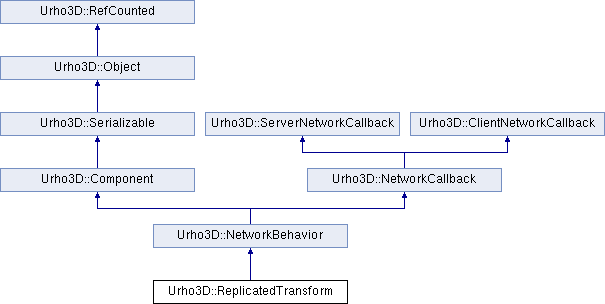 Urho3D::RefCounted
Urho3D::Object
Urho3D::Serializable
Urho3D::ServerNetworkCallback
Urho3D::ClientNetworkCallback
Urho3D::Component
Urho3D::NetworkCallback
Urho3D::NetworkBehavior
Urho3D::ReplicatedTransform